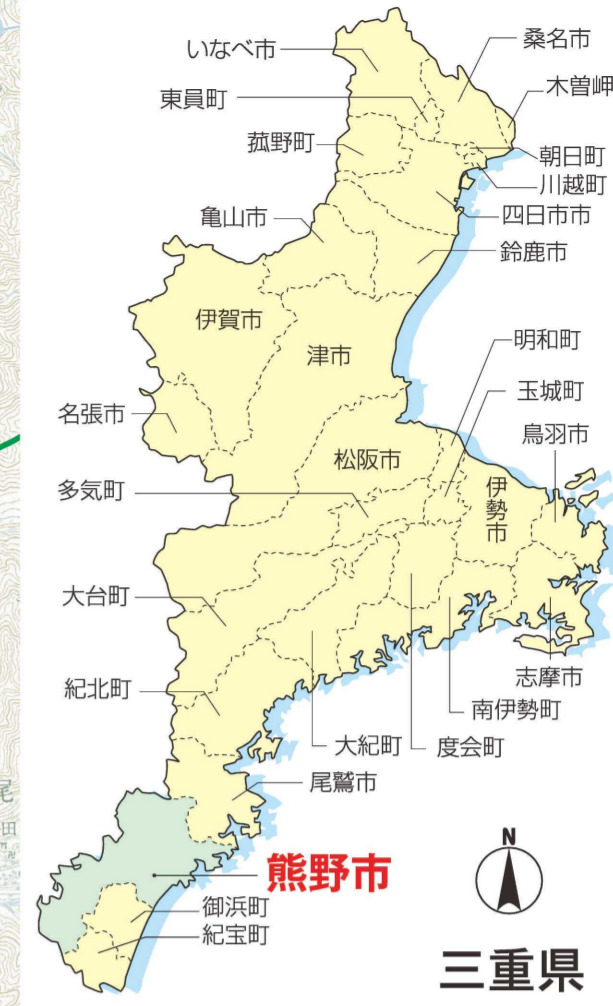 いなべ市
桑名市
東員町
木曽岬
菰野町
朝日町
川越町
四日市市
亀山市
鈴鹿市
伊賀市
津市
明和町
玉城町
名張市
鳥羽市
松阪市
多気町
伊勢市
大台町
志摩市
紀北町
南伊勢町
大紀町
度会町
尾鷲市
熊野市
御浜町
紀宝町
N
三重県
尾
田